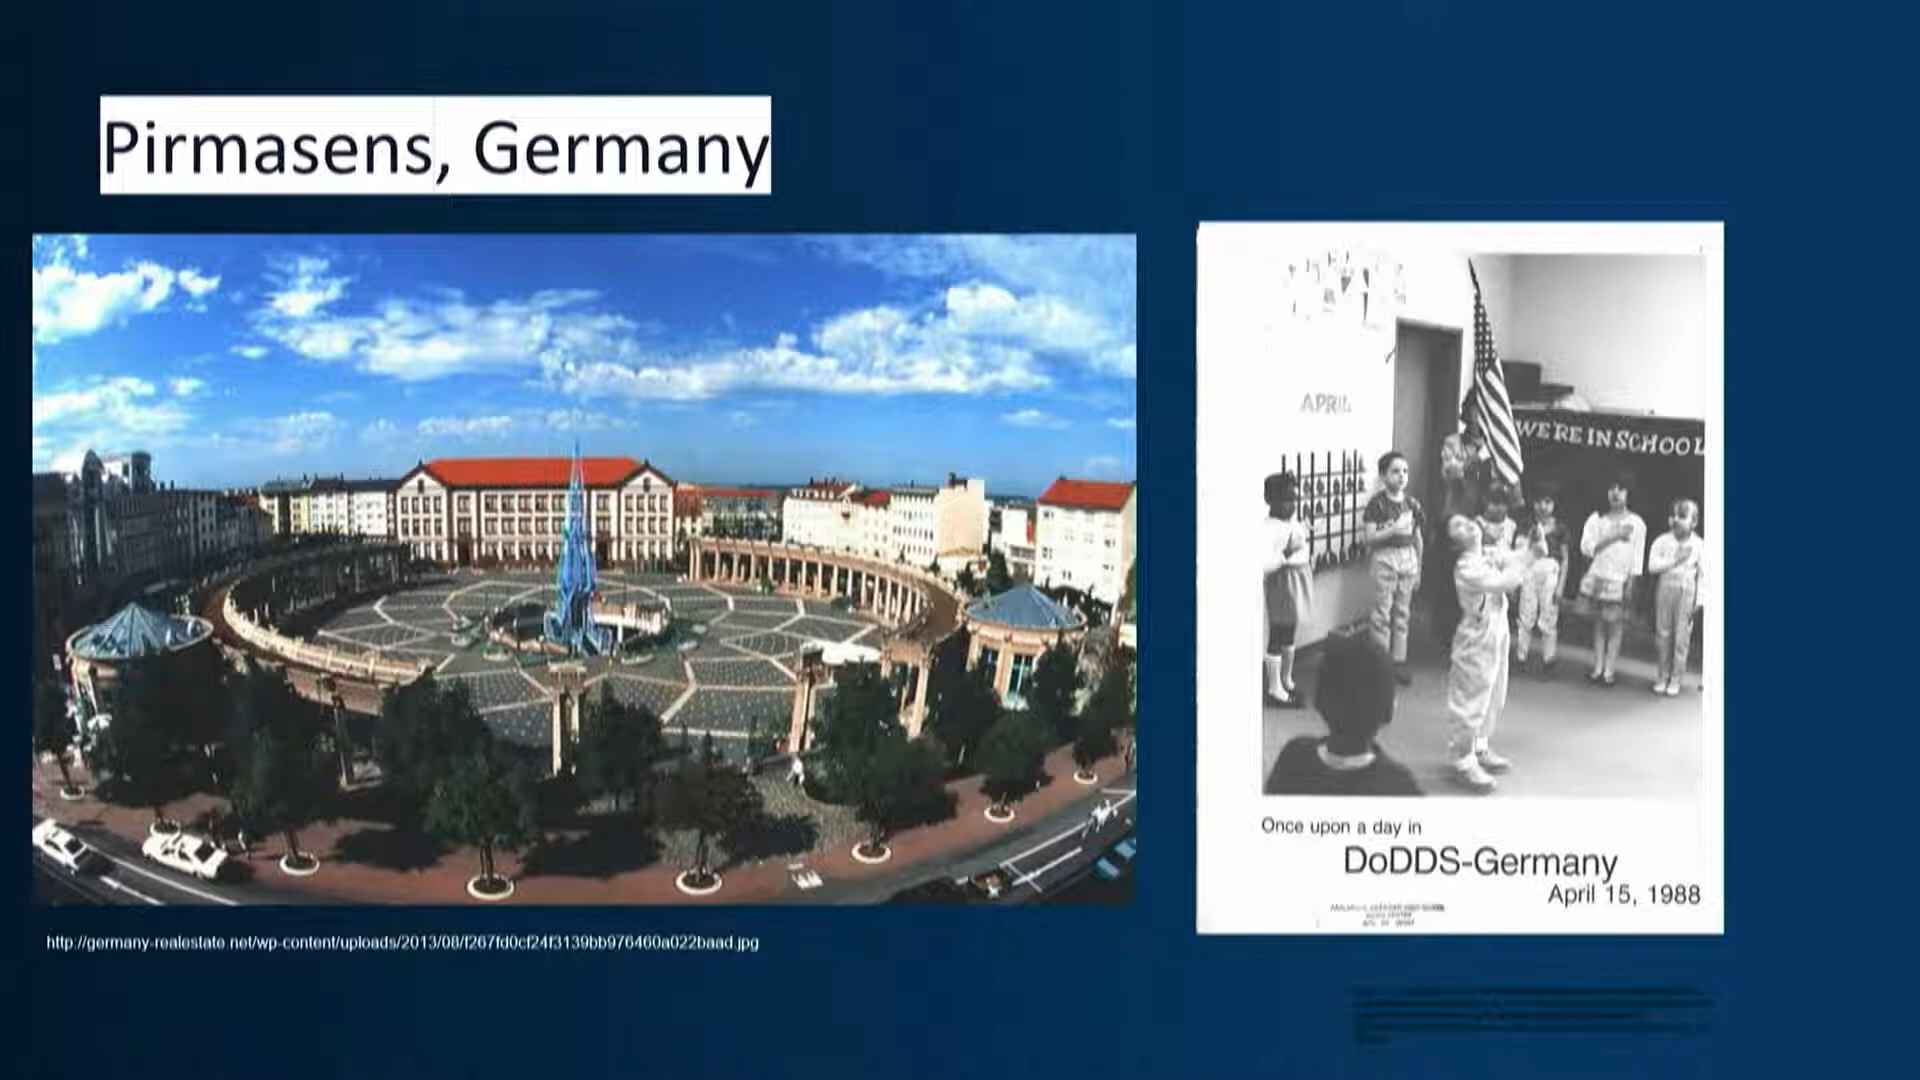 Pirmasens, Germany
APRIL
WE'RE IN SCHOOL
Once upon a day in
DoDDS-Germany
April 15, 1988
http://germany-realestate.net/wp-content/uploads/2013/08/f267fd0cf24f3139bb976460a022baad.jpg